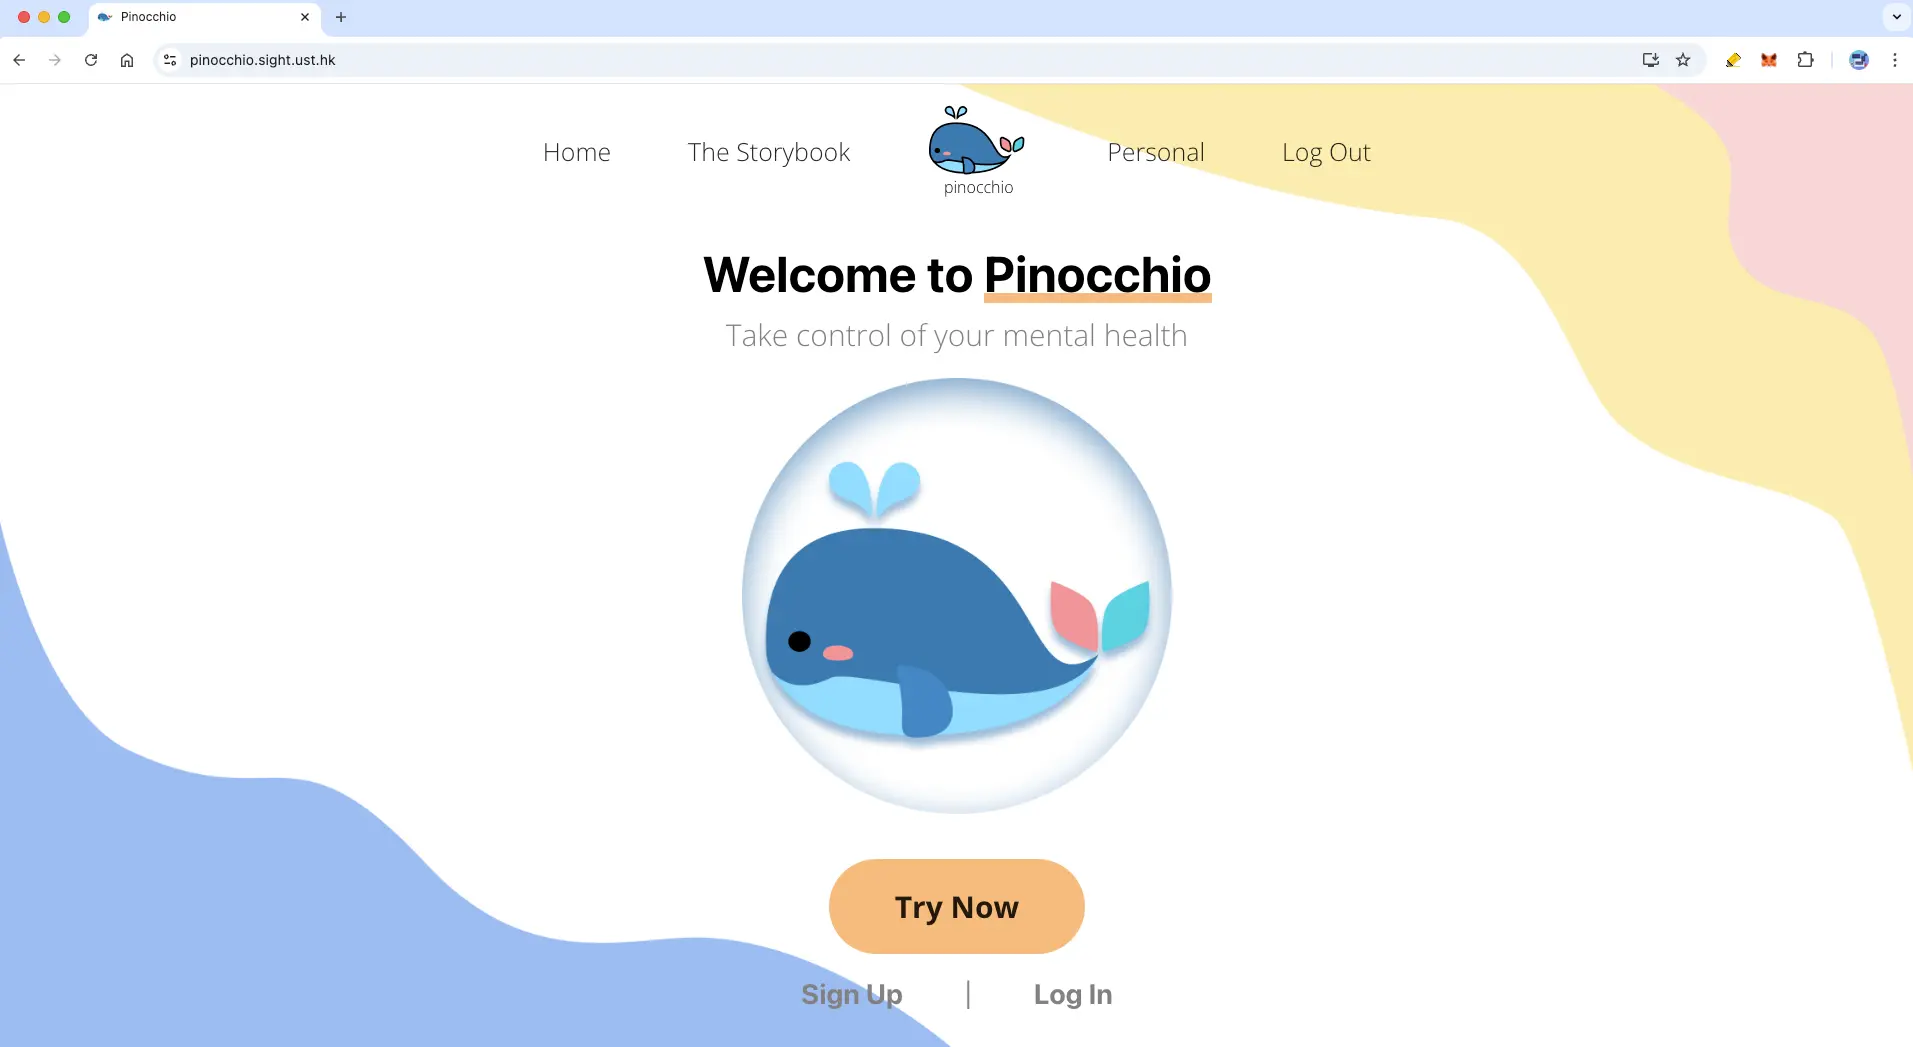 Pinocchio
pinocchio.sight.ust.hk
Home The Storybook Personal Log Out
pinocchio
Welcome to Pinocchio
Take control of your mental health
Try Now
Sign Up | Log In